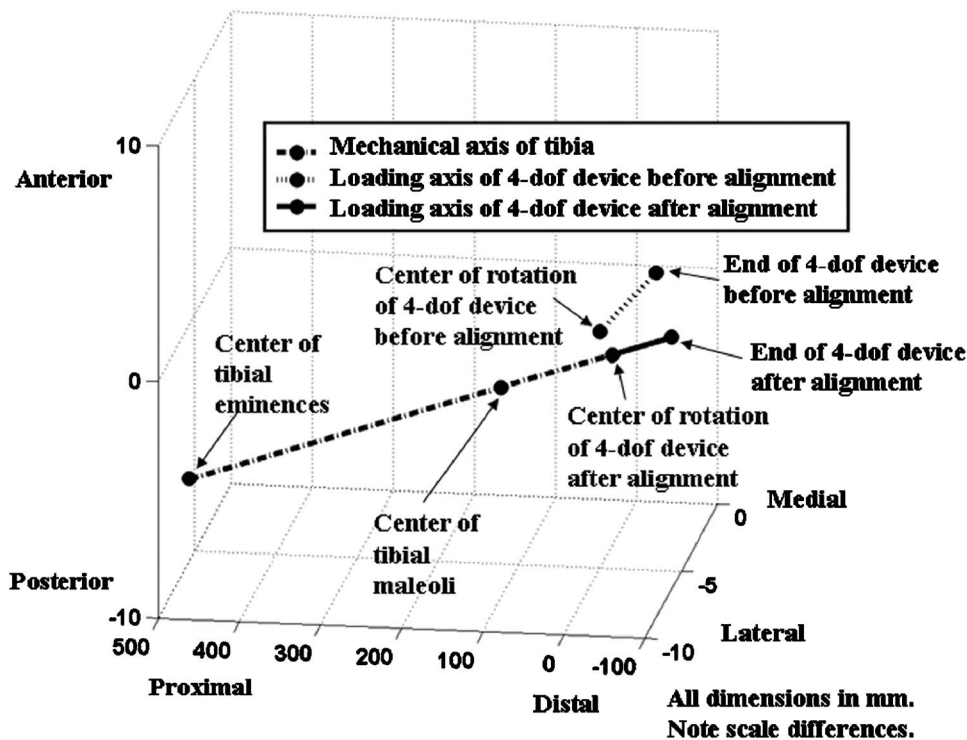 10
Anterior
Mechanical axis of tibia
Loading axis of 4-dof device before alignment
Loading axis of 4-dof device after alignment
Center of rotation
of 4-dof device
before alignment
End of 4-dof device
before alignment
Center of
tibial
eminences
0
End of 4-dof device
after alignment
Center of rotation
of 4-dof device
after alignment
Center of
tibial
maleoli
Medial
0
-5
Lateral
-10
Posterior
-10
500
400
300
200
100
0
-100
Proximal
Distal
All dimensions in mm.
Note scale differences.